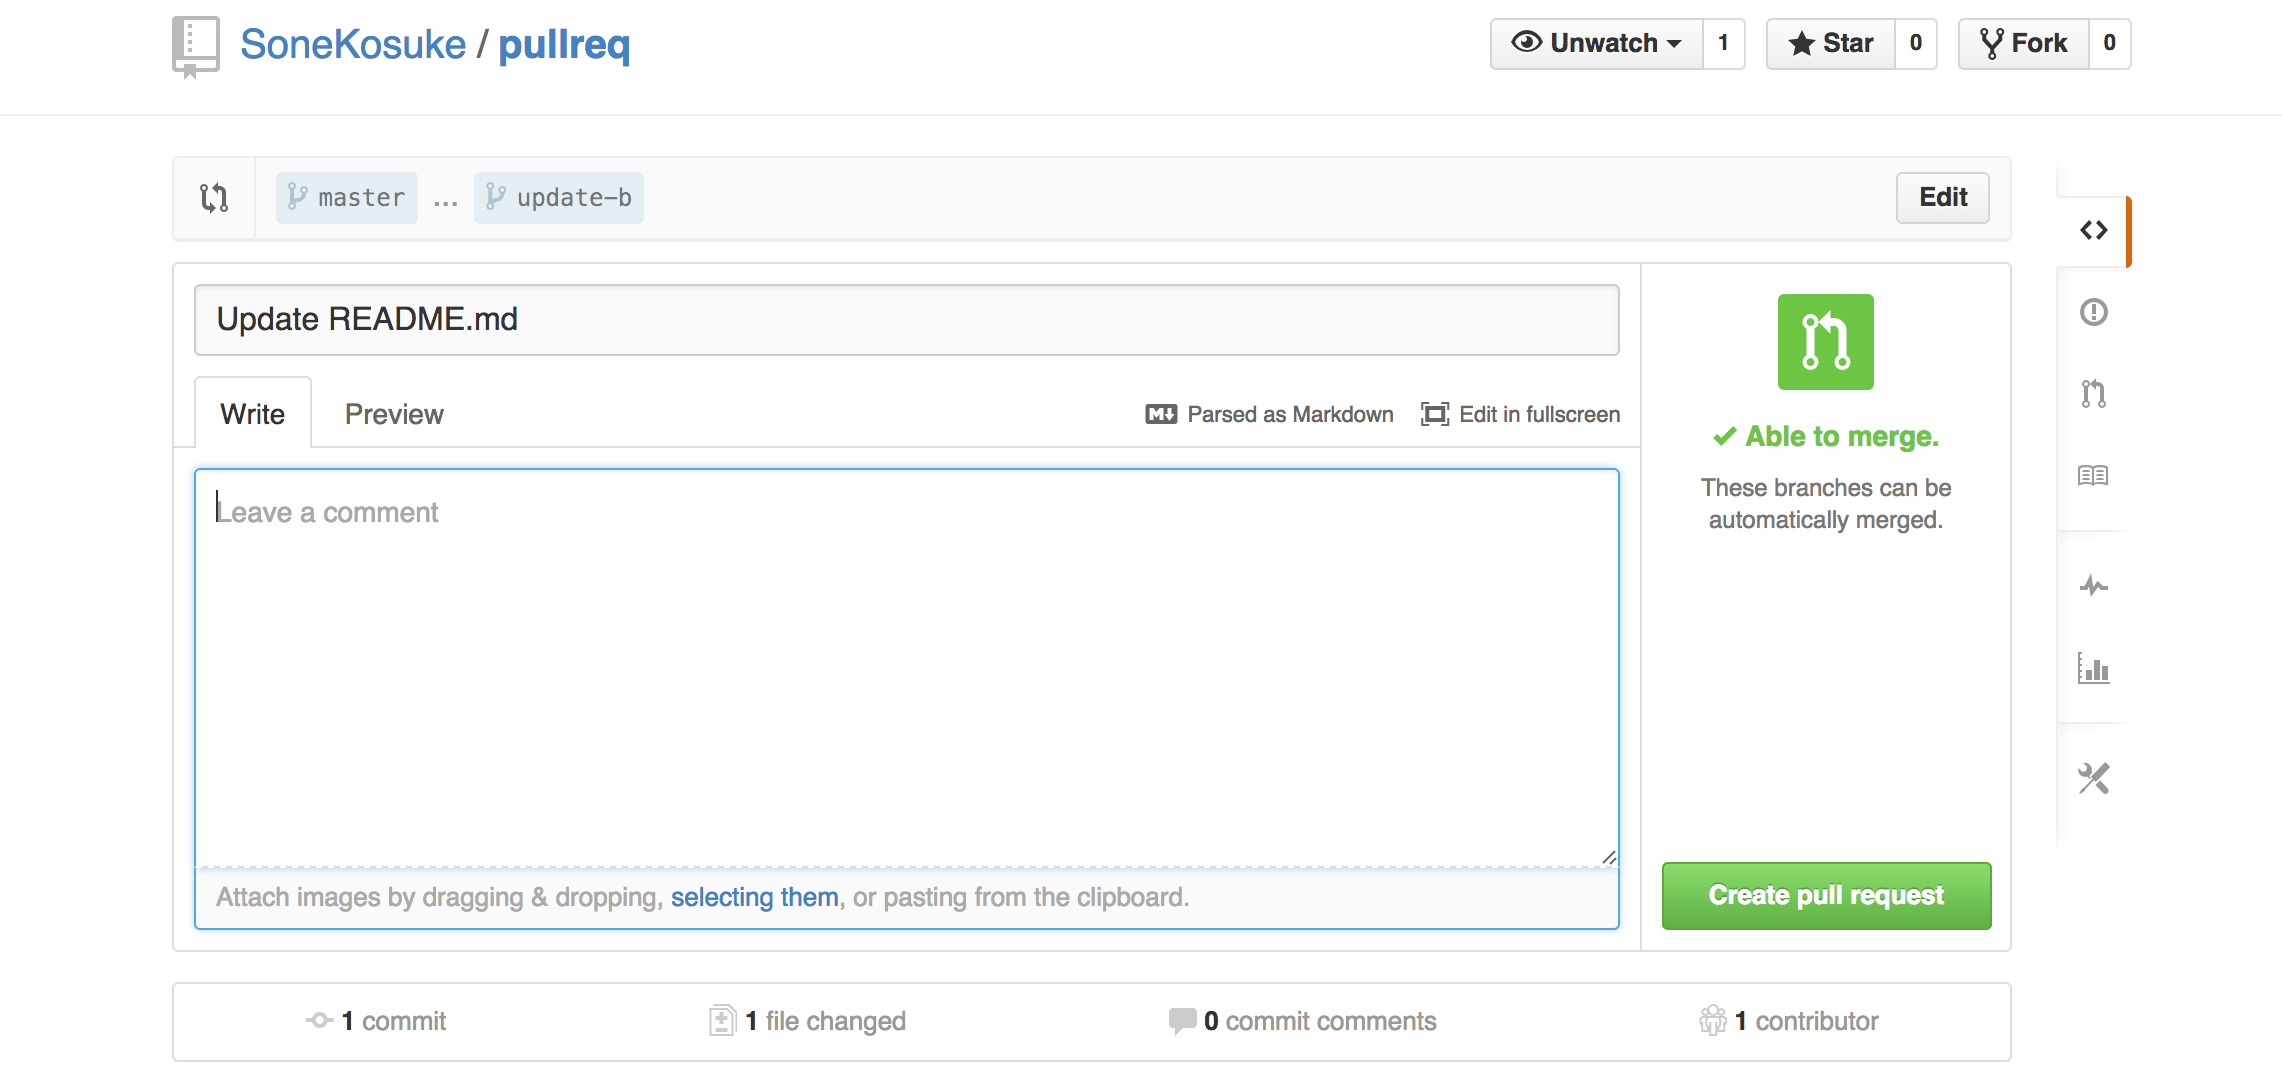 SoneKosuke / pullreq
Unwatch 1 Star 0 Fork 0
master ... update-b Edit
Update README.md
Write Preview Parsed as Markdown Edit in fullscreen
Able to merge.
These branches can be
automatically merged.
Leave a comment
Attach images by dragging & dropping, selecting them, or pasting from the clipboard.
Create pull request
1 commit 1 file changed 0 commit comments 1 contributor